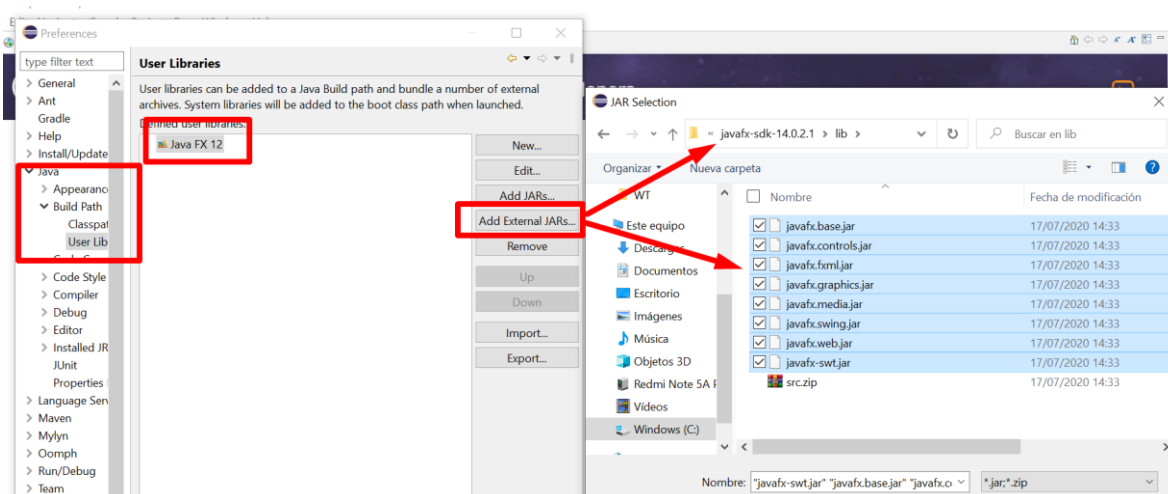 Preferences
type filter text
User Libraries
General
Ant
Gradle
Help
Install/Update
Java
Appearanc
Build Path
Classpat
User Lib
Code Style
Compiler
Debug
Editor
Installed JR
JUnit
Properties
Language Serv
Maven
Mylyn
Oomph
Run/Debug
Team
User libraries can be added to a Java Build path and bundle a number of external
archives. System libraries will be added to the boot class path when launched.
Defined user libraries:
Java FX 12
New...
Edit...
Add JARs...
Add External JARs...
Remove
Up
Down
Import...
Export...
JAR Selection
« javafx-sdk-14.0.2.1 > lib >
Buscar en lib
Organizar
Nueva carpeta
WT
Este equipo
Descargas
Documentos
Escritorio
Imágenes
Música
Objetos 3D
Redmi Note 5A
Vídeos
Windows (C:)
Nombre
Fecha de modificación
javafx.base.jar 17/07/2020 14:33
javafx.controls.jar 17/07/2020 14:33
javafx.fxml.jar 17/07/2020 14:33
javafx.graphics.jar 17/07/2020 14:33
javafx.media.jar 17/07/2020 14:33
javafx.swing.jar 17/07/2020 14:33
javafx.web.jar 17/07/2020 14:33
javafx-swt.jar 17/07/2020 14:33
src.zip 17/07/2020 14:33
Nombre: "javafx-swt.jar" "javafx.base.jar" "javafx.cc
*.jar;*.zip